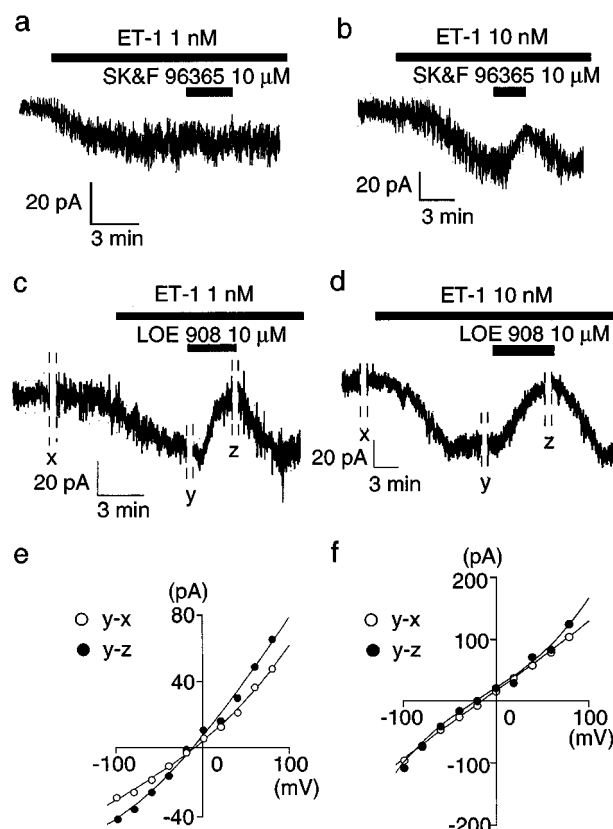 a
ET-1 1 nM
SK&F 96365 10 μM
20 pA
3 min
b
ET-1 10 nM
SK&F 96365 10 μM
20 pA
3 min
c
ET-1 1 nM
LOE 908 10 μM
x
y
z
20 pA
3 min
d
ET-1 10 nM
LOE 908 10 μM
x
y
z
20 pA
3 min
e
(pA)
y-x
y-z
80
40
-100
0
100
(mV)
-40
f
(pA)
y-x
y-z
200
100
-100
0
100
(mV)
-100
-200